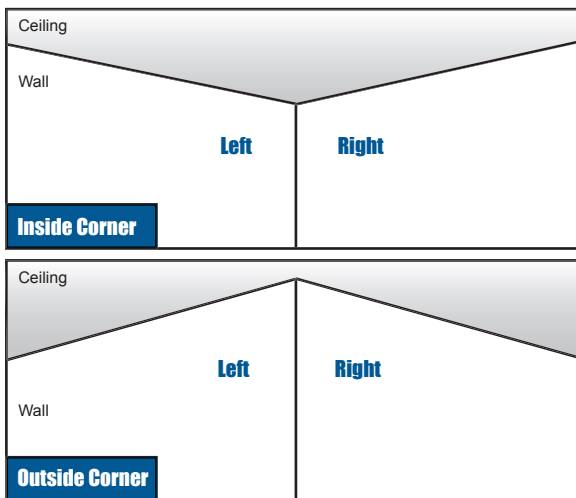 Ceiling
Wall
Left Right
Inside Corner
Ceiling
Left Right
Wall
Outside Corner